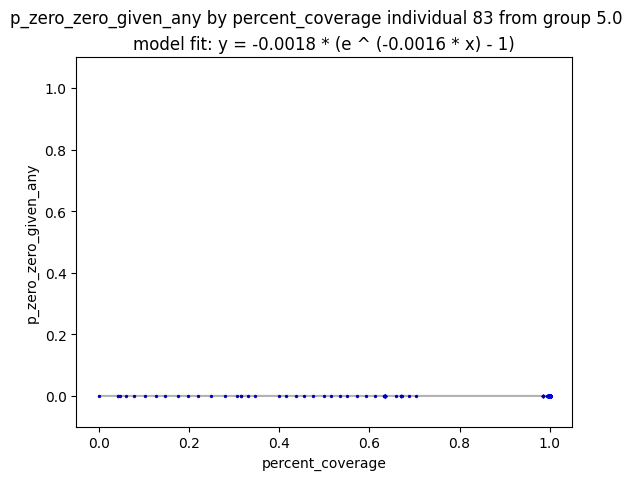 p_zero_zero_given_any by percent_coverage individual 83 from group 5.0
model fit: y = -0.0018 * (e ^ (-0.0016 * x) - 1)
1.0
0.8
0.6
0.4
0.2
0.0
p_zero_zero_given_any
0.0 0.2 0.4 0.6 0.8 1.0
percent_coverage